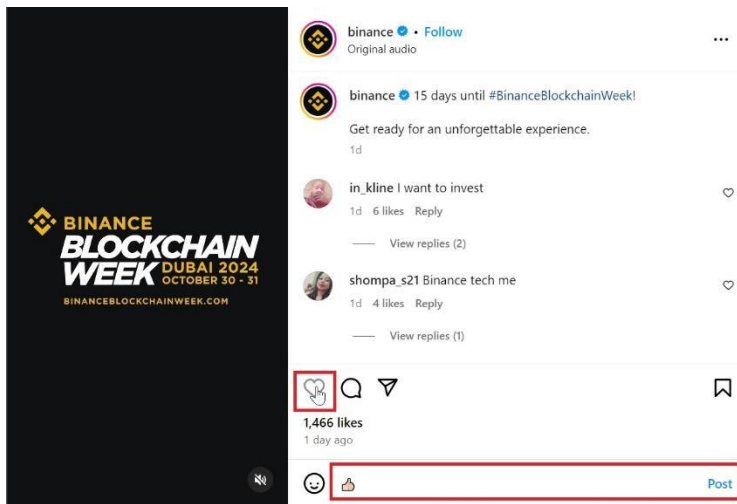 BINANCE
BLOCKCHAIN
WEEK DUBAI 2024
OCTOBER 30 - 31
BINANCEBLOCKCHAINWEEK.COM
binance • Follow
Original audio
binance 15 days until #BinanceBlockchainWeek!
Get ready for an unforgettable experience.
1d
in_kline I want to invest
1d 6 likes Reply
View replies (2)
shompa_s21 Binance tech me
1d 4 likes Reply
View replies (1)
1,466 likes
1 day ago
Post